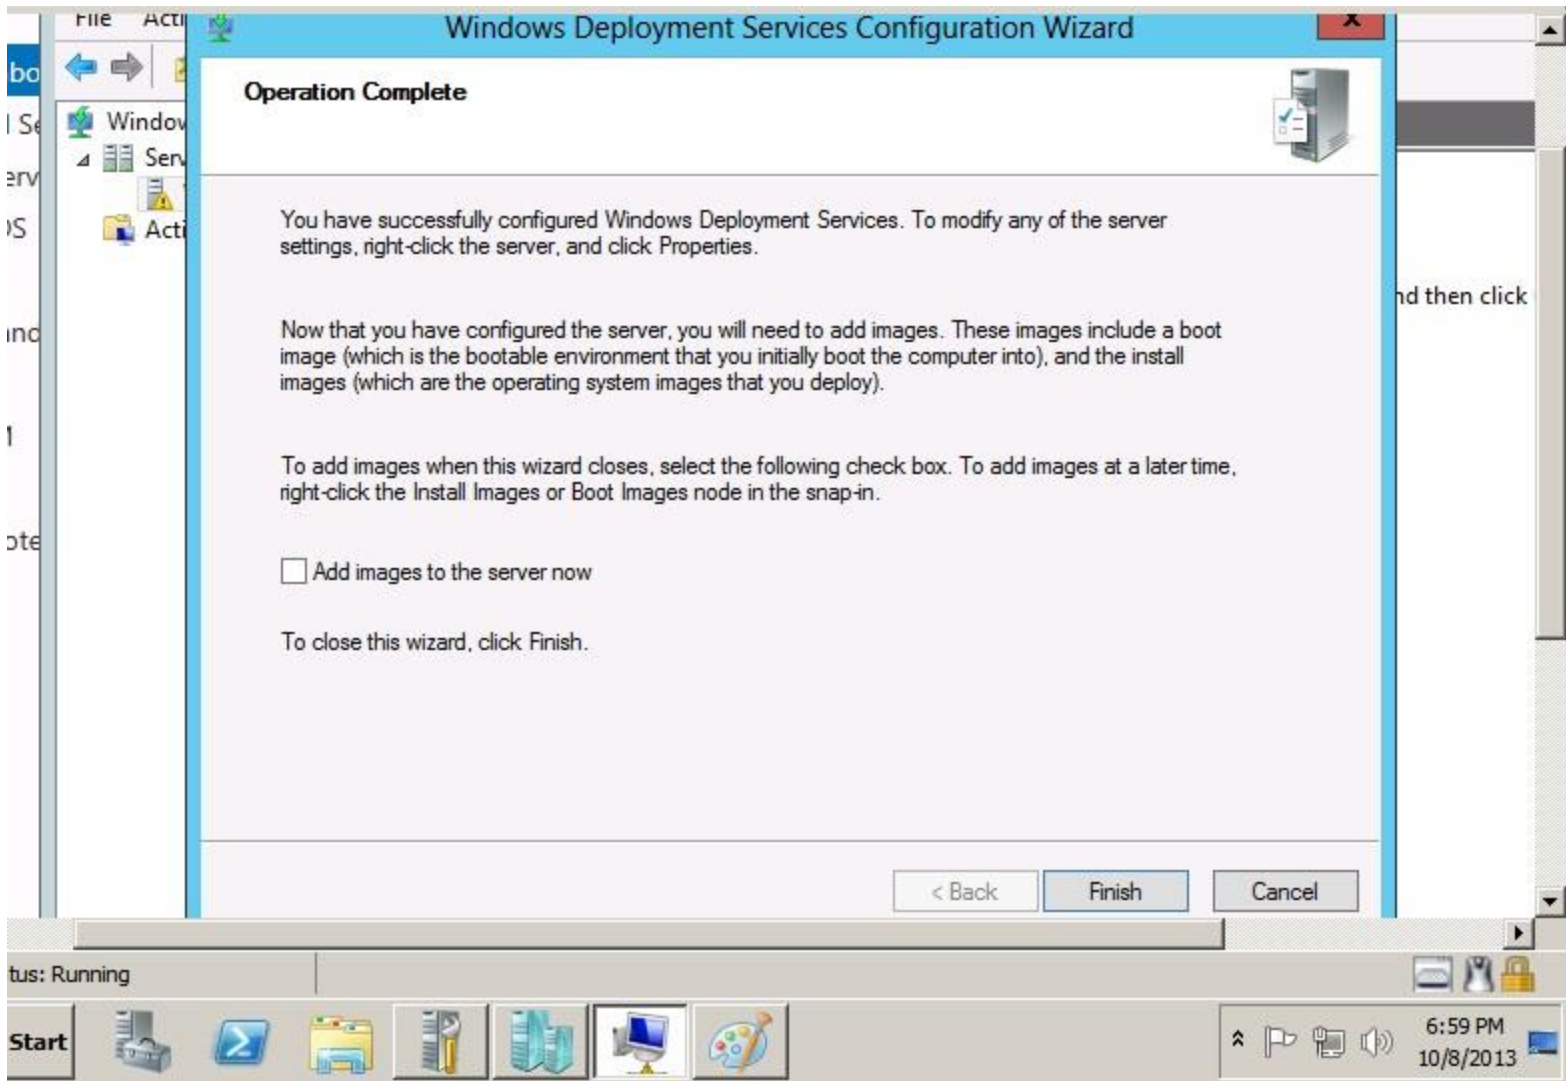 File Acti
Windows Deployment Services Configuration Wizard
x
bo
Operation Complete
Window
Serv
erv
Acti
You have successfully configured Windows Deployment Services. To modify any of the server
settings, right-click the server, and click Properties.
nd then click
Now that you have configured the server, you will need to add images. These images include a boot
image (which is the bootable environment that you initially boot the computer into), and the install
images (which are the operating system images that you deploy).
To add images when this wizard closes, select the following check box. To add images at a later time,
right-click the Install Images or Boot Images node in the snap-in.
ote
Add images to the server now
To close this wizard, click Finish.
< Back Finish Cancel
tus: Running
Start
6:59 PM
10/8/2013